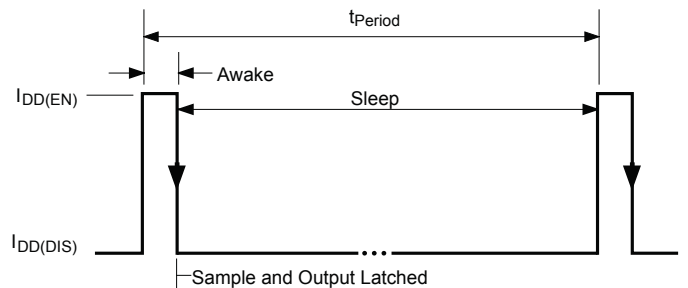 tPeriod
Awake
IDD(EN)
Sleep
IDD(DIS)
Sample and Output Latched